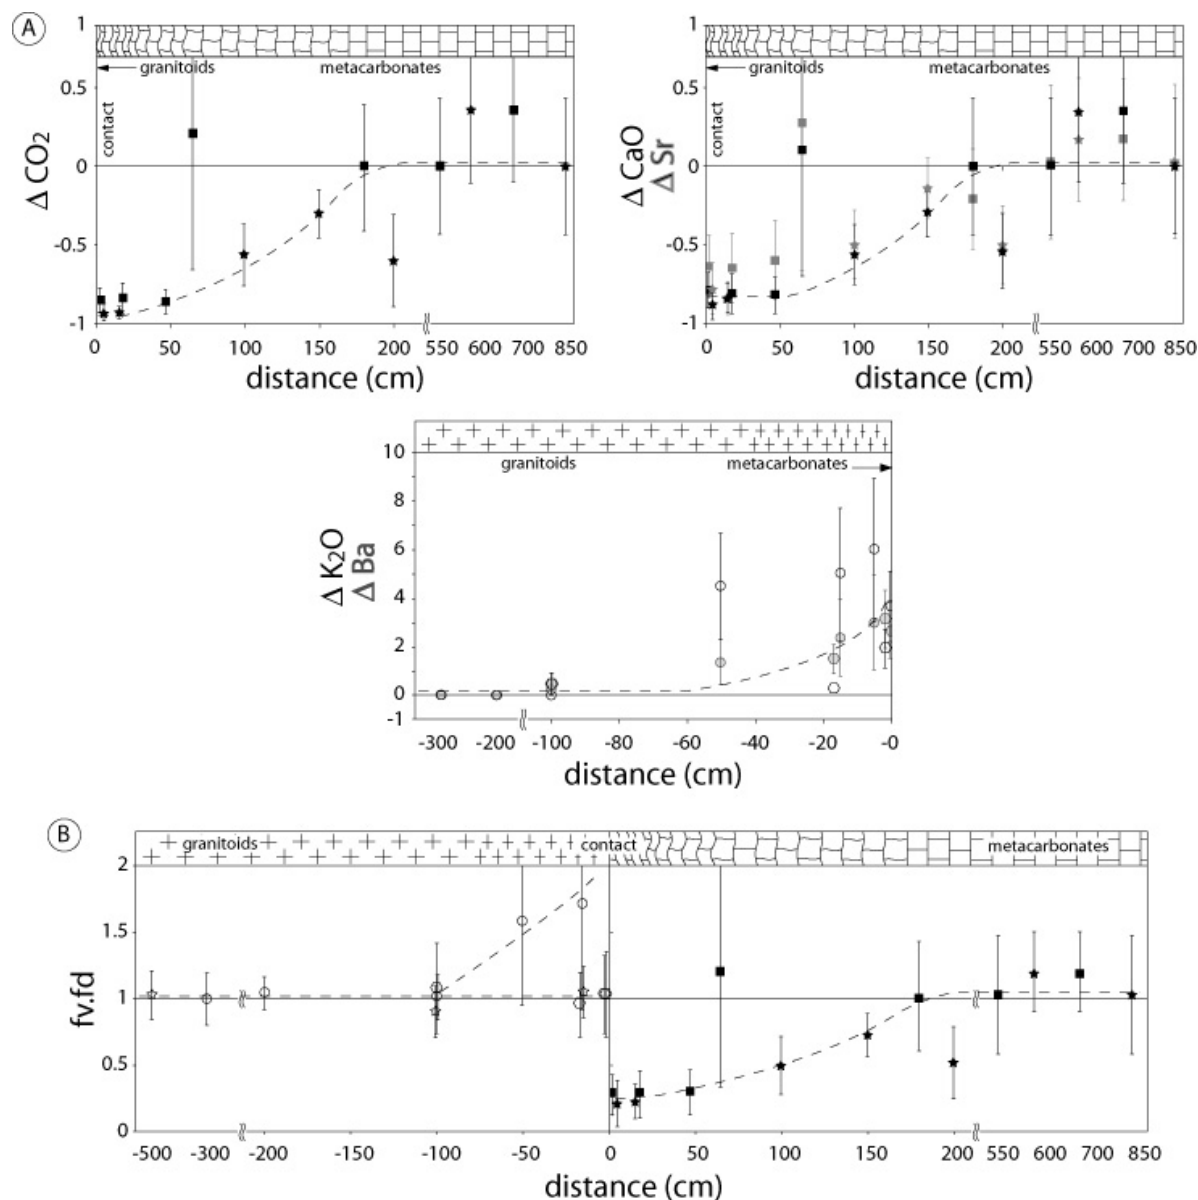 A
1
0.5
0
-0.5
-1
Δ CO2
granitoids
metacarbonates
contact
0
50
100
150
200
550
600
700
850
distance (cm)
1
0.5
0
-0.5
-1
Δ CaO
Δ Sr
granitoids
metacarbonates
contact
0
50
100
150
200
550
600
700
850
distance (cm)
10
8
6
4
2
0
-1
Δ K2O
Δ Ba
granitoids
metacarbonates
-300
-200
-100
-80
-60
-40
-20
-0
distance (cm)
B
granitoids
contact
metacarbonates
2
1.5
1
0.5
0
fv.fd
-500
-300
-200
-100
0
100
200
550
600
700
850
distance (cm)